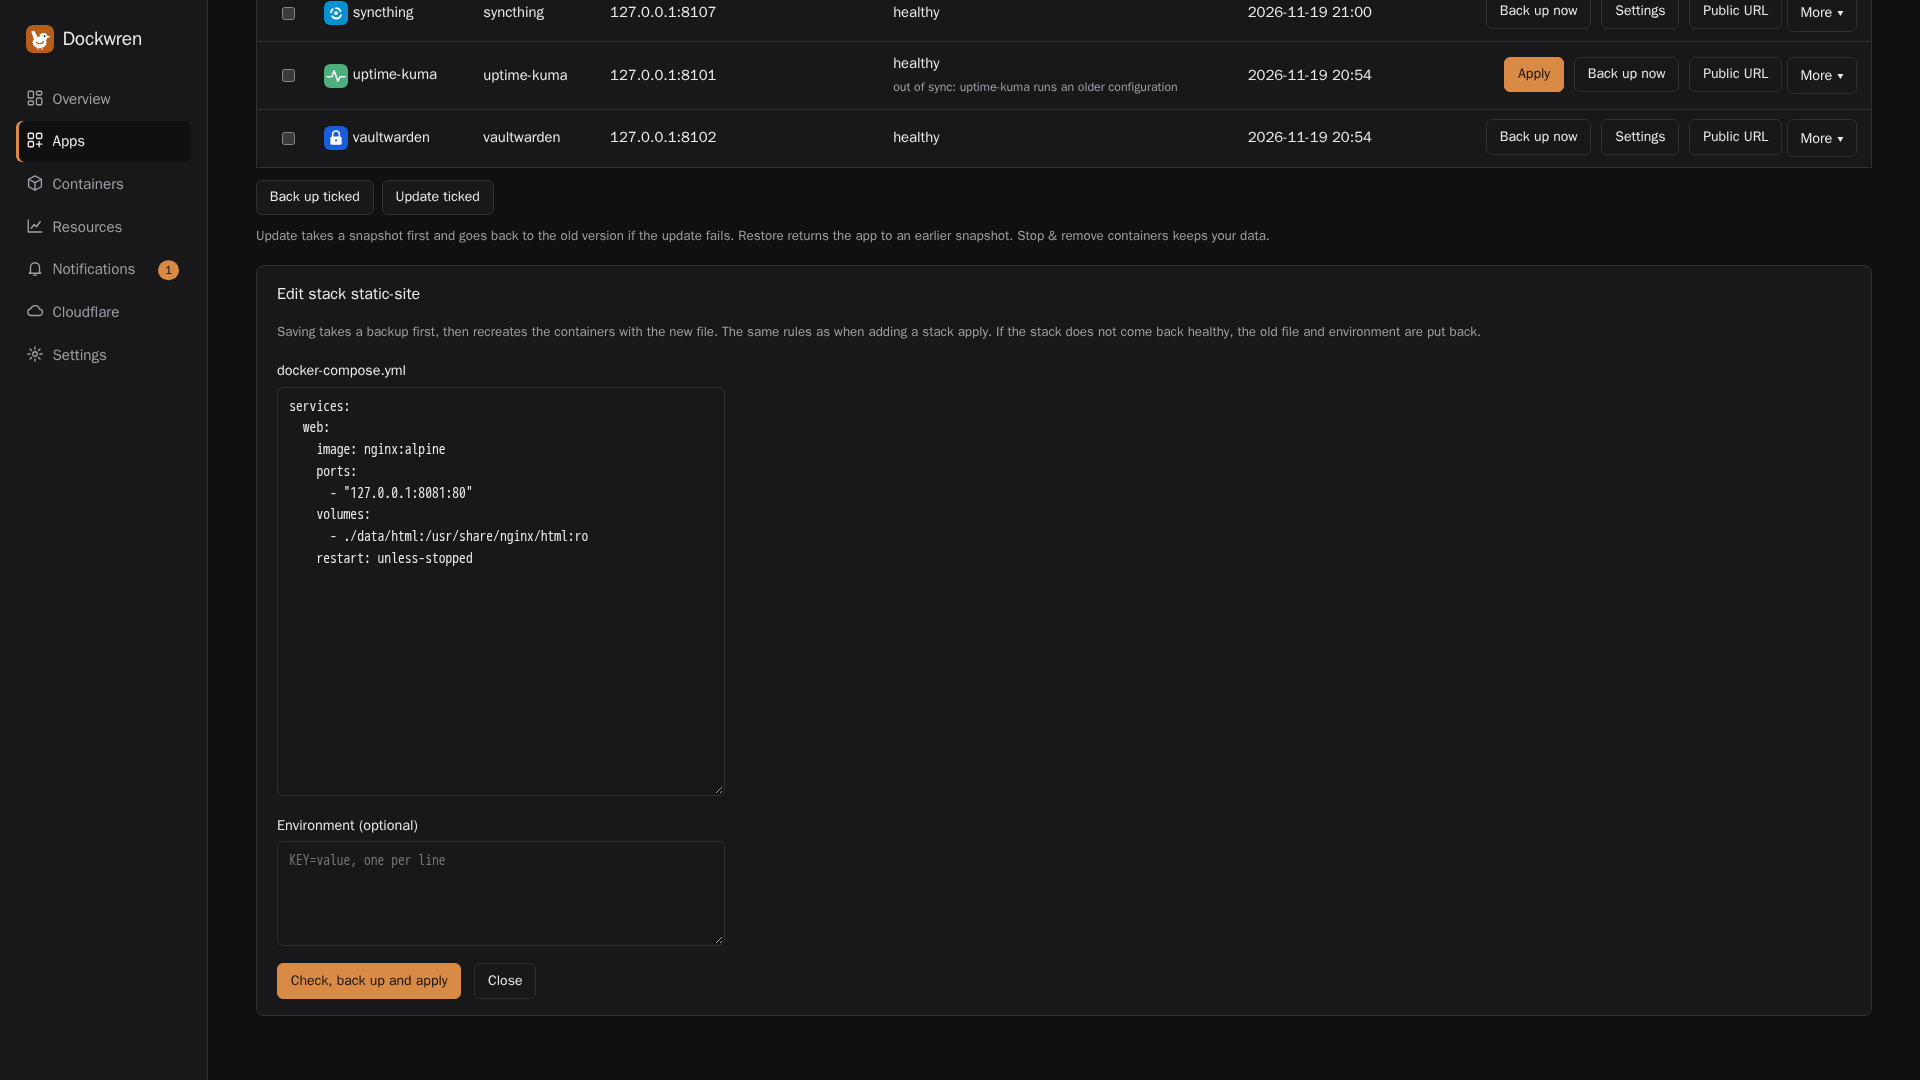 Dockwren
Overview
Apps
Containers
Resources
Notifications 1
Cloudflare
Settings
syncthing syncthing 127.0.0.1:8107 healthy 2026-11-19 21:00 Back up now Settings Public URL More ▾
uptime-kuma uptime-kuma 127.0.0.1:8101 healthy 2026-11-19 20:54 Apply Back up now Public URL More ▾
out of sync: uptime-kuma runs an older configuration
vaultwarden vaultwarden 127.0.0.1:8102 healthy 2026-11-19 20:54 Back up now Settings Public URL More ▾
Back up ticked Update ticked
Update takes a snapshot first and goes back to the old version if the update fails. Restore returns the app to an earlier snapshot. Stop & remove containers keeps your data.
Edit stack static-site
Saving takes a backup first, then recreates the containers with the new file. The same rules as when adding a stack apply. If the stack does not come back healthy, the old file and environment are put back.
docker-compose.yml
services:
  web:
    image: nginx:alpine
    ports:
      - "127.0.0.1:8081:80"
    volumes:
      - ./data/html:/usr/share/nginx/html:ro
    restart: unless-stopped
Environment (optional)
KEY=value, one per line
Check, back up and apply Close